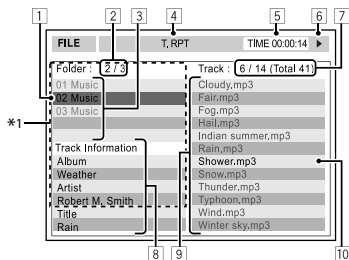 1 2 3 4 5 6 7
FILE T. RPT TIME 00:00:14
Folder : 2 / 3 Track : 6 / 14 (Total 41)
01 Music
02 Music
03 Music
*1
Track Information
Album
Weather
Artist
Robert M. Smith
Title
Rain
Cloudy.mp3
Fair.mp3
Fog.mp3
Hail.mp3
Indian summer.mp3
Rain.mp3
Shower.mp3
Snow.mp3
Thunder.mp3
Typhoon.mp3
Wind.mp3
Winter sky.mp3
8 9 10